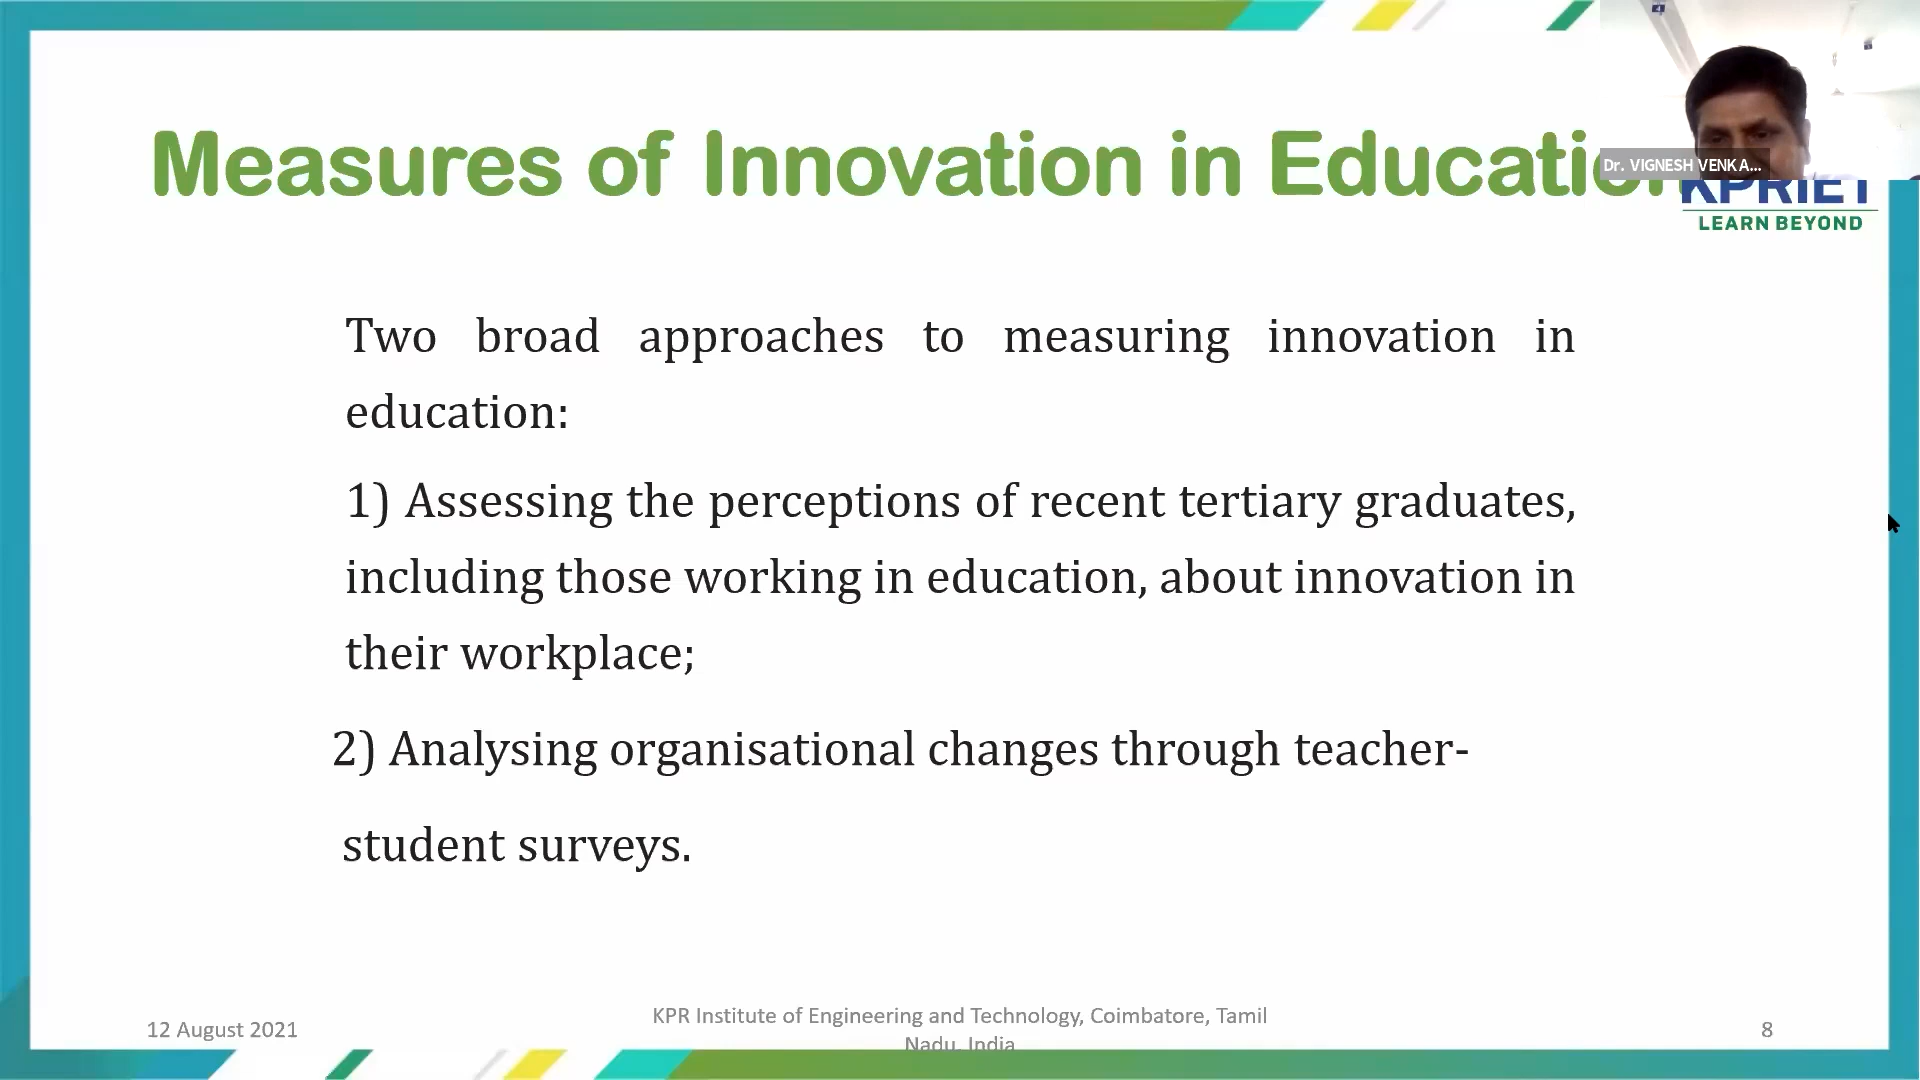 Measures of Innovation in Education
Dr. VIGNESH VENKA...
KPRIET
LEARN BEYOND
Two broad approaches to measuring innovation in
education:
1) Assessing the perceptions of recent tertiary graduates,
including those working in education, about innovation in
their workplace;
2) Analysing organisational changes through teacher-
student surveys.
12 August 2021
KPR Institute of Engineering and Technology, Coimbatore, Tamil
Nadu, India
8